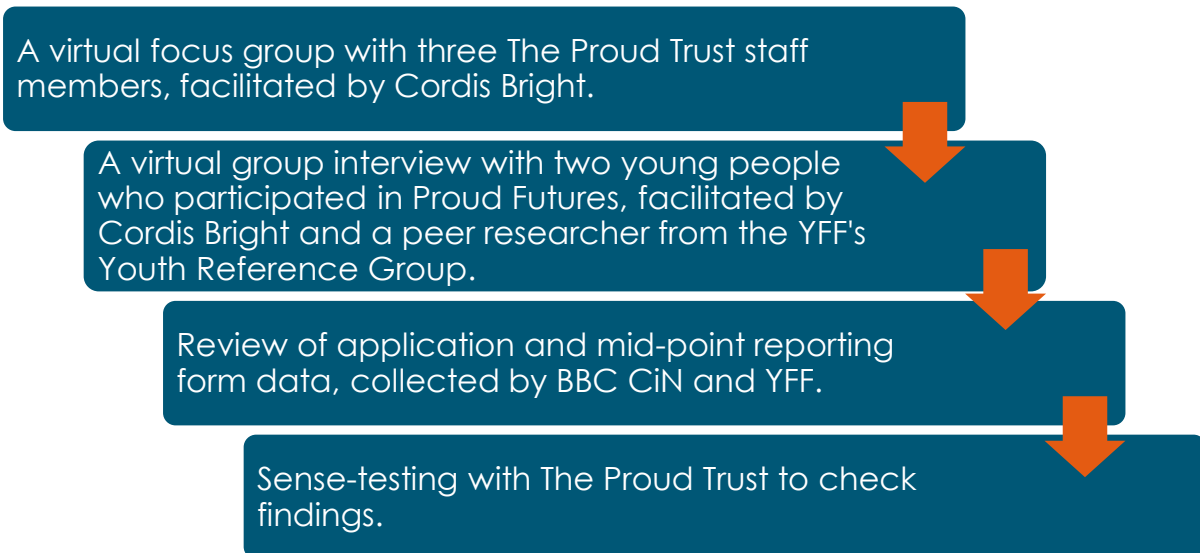 A virtual focus group with three The Proud Trust staff
members, facilitated by Cordis Bright.
A virtual group interview with two young people
who participated in Proud Futures, facilitated by
Cordis Bright and a peer researcher from the YFF's
Youth Reference Group.
Review of application and mid-point reporting
form data, collected by BBC CiN and YFF.
Sense-testing with The Proud Trust to check
findings.